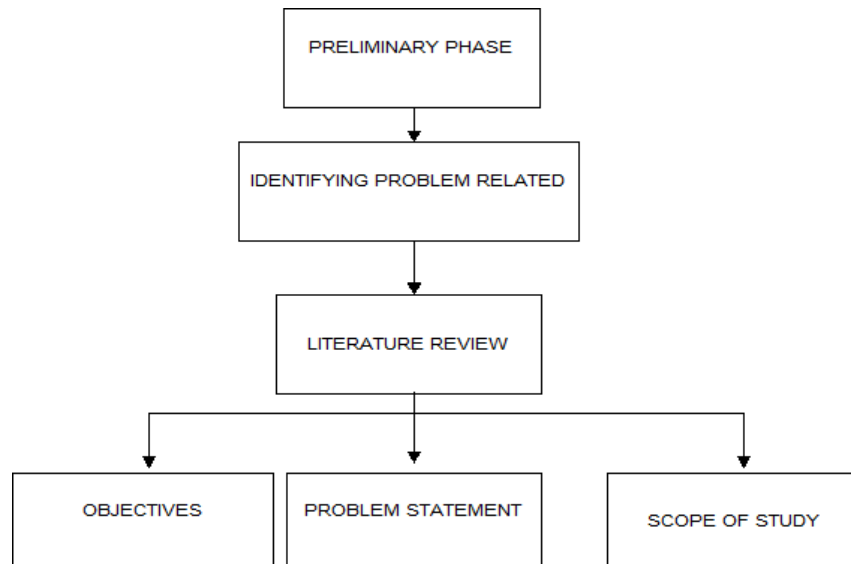 PRELIMINARY PHASE
IDENTIFYING PROBLEM RELATED
LITERATURE REVIEW
OBJECTIVES
PROBLEM STATEMENT
SCOPE OF STUDY